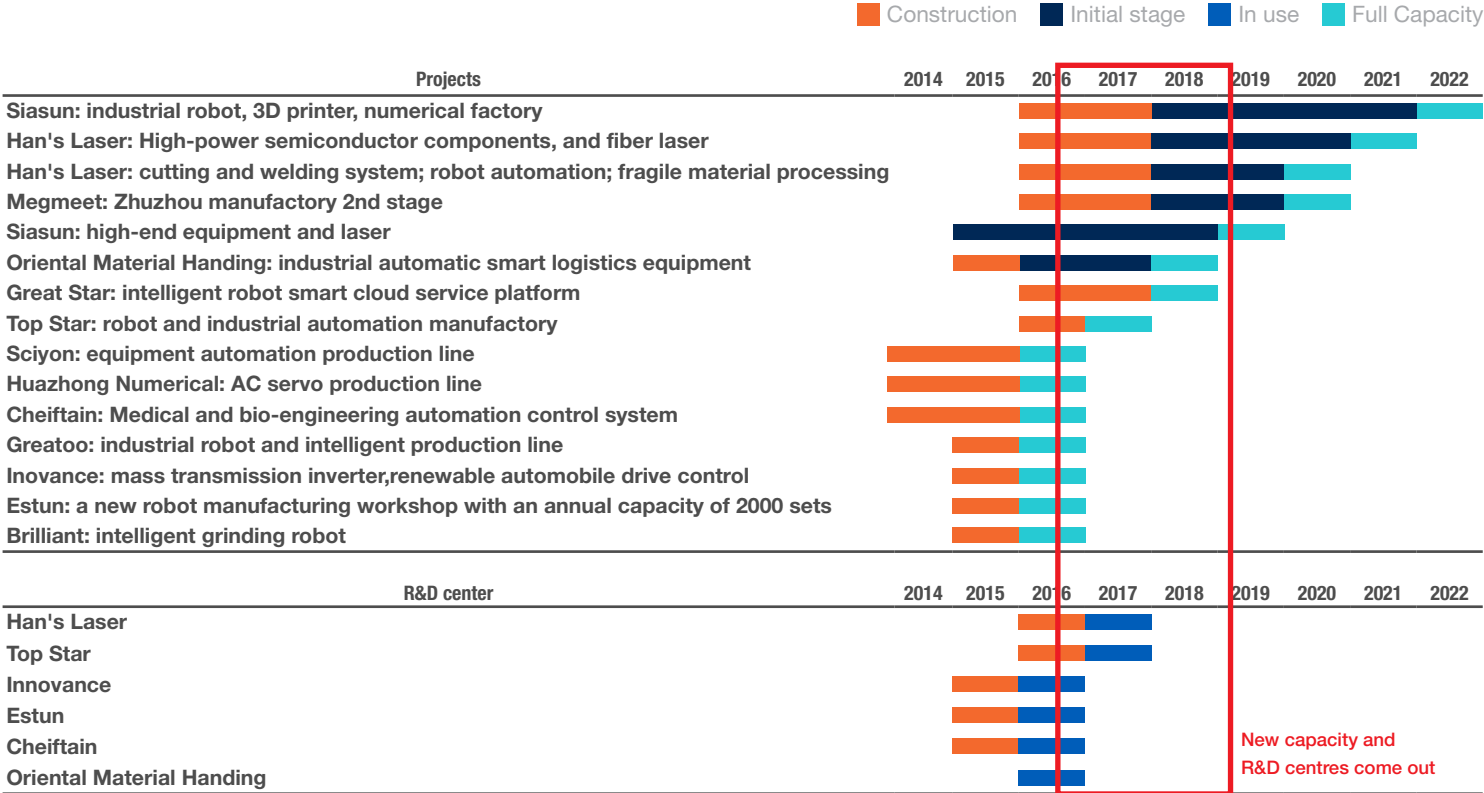 Construction Initial stage In use Full Capacity
Projects 2014 2015 2016 2017 2018 2019 2020 2021 2022
Siasun: industrial robot, 3D printer, numerical factory
Han's Laser: High-power semiconductor components, and fiber laser
Han's Laser: cutting and welding system; robot automation; fragile material processing
Megmeet: Zhuzhou manufactory 2nd stage
Siasun: high-end equipment and laser
Oriental Material Handing: industrial automatic smart logistics equipment
Great Star: intelligent robot smart cloud service platform
Top Star: robot and industrial automation manufactory
Sciyon: equipment automation production line
Huazhong Numerical: AC servo production line
Cheiftain: Medical and bio-engineering automation control system
Greatoo: industrial robot and intelligent production line
Inovance: mass transmission inverter,renewable automobile drive control
Estun: a new robot manufacturing workshop with an annual capacity of 2000 sets
Brilliant: intelligent grinding robot
R&D center 2014 2015 2016 2017 2018 2019 2020 2021 2022
Han's Laser
Top Star
Innovance
Estun
Cheiftain
Oriental Material Handing
New capacity and
R&D centres come out